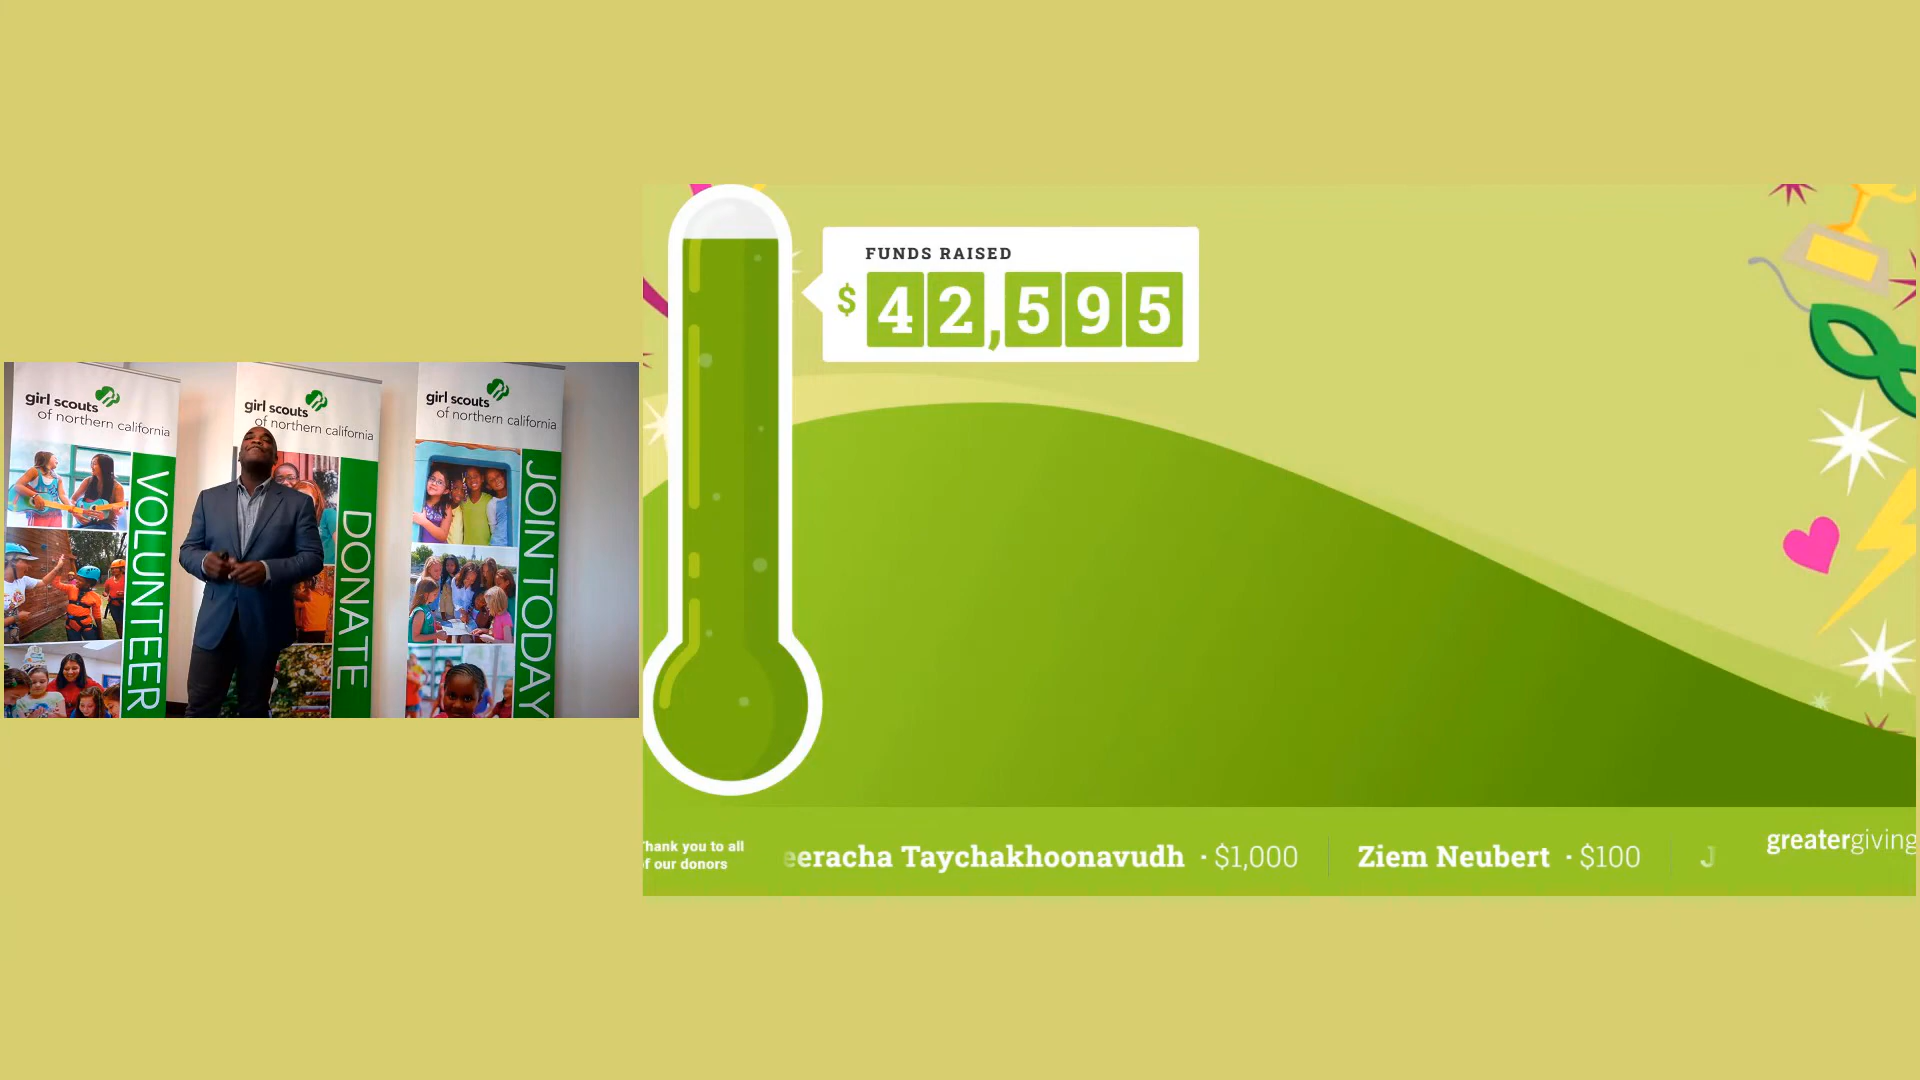 girl scouts
of northern california
VOLUNTEER
girl scouts
of northern california
DONATE
girl scouts
of northern california
JOIN TODAY
FUNDS RAISED
$42,595
hank you to all
f our donors
eeracha Taychakhoonavudh · $1,000
Ziem Neubert · $100
J
greatergiving